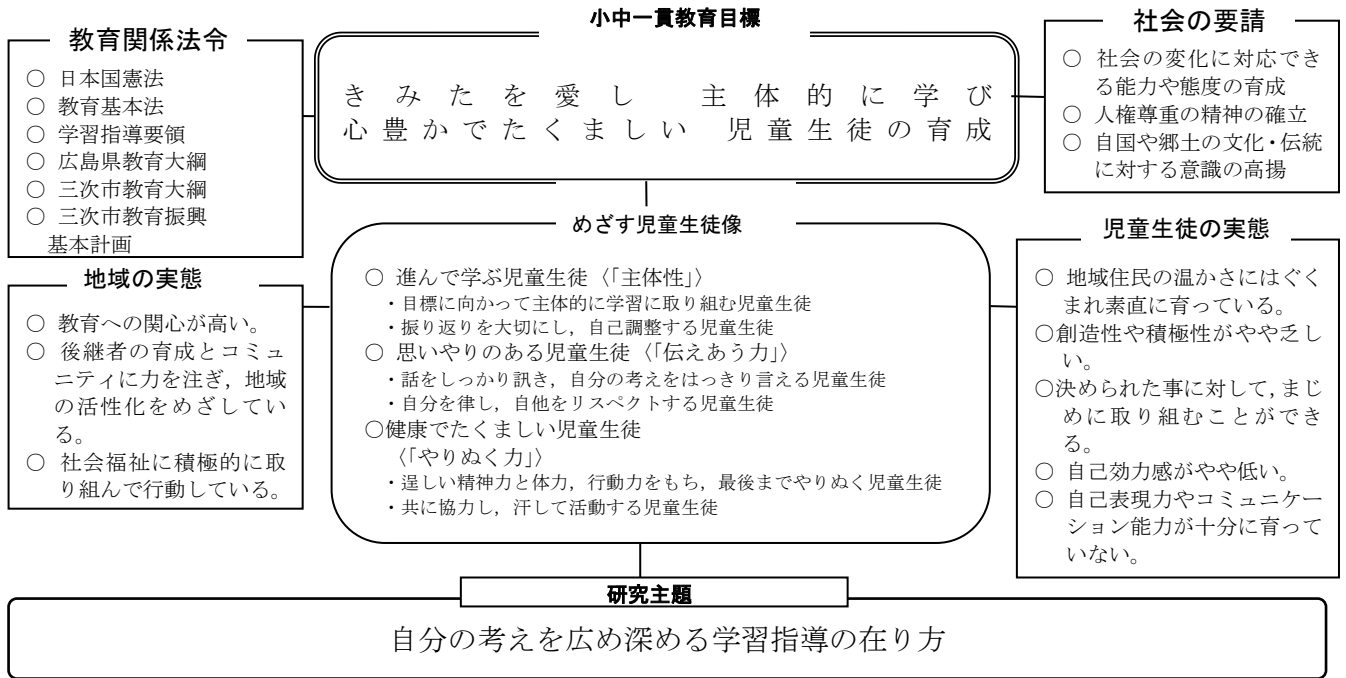 小中一貫教育目標
きみたを愛し 主体的に学び
心豊かでたくましい 児童生徒の育成
教育関係法令
○ 日本国憲法
○ 教育基本法
○ 学習指導要領
○ 広島県教育大綱
○ 三次市教育大綱
○ 三次市教育振興
基本計画
社会の要請
○ 社会の変化に対応でき
る能力や態度の育成
○ 人権尊重の精神の確立
○ 自国や郷土の文化・伝統
に対する意識の高揚
地域の実態
○ 教育への関心が高い。
○ 後継者の育成とコミュ
ニティに力を注ぎ，地域
の活性化をめざしてい
る。
○ 社会福祉に積極的に取
り組んで行動している。
めざす児童生徒像
○ 進んで学ぶ児童生徒〈「主体性」〉
・目標に向かって主体的に学習に取り組む児童生徒
・振り返りを大切にし，自己調整する児童生徒
○ 思いやりのある児童生徒〈「伝えあう力」〉
・話をしっかり訊き，自分の考えをはっきり言える児童生徒
・自分を律し，自他をリスペクトする児童生徒
○健康でたくましい児童生徒
〈「やりぬく力」〉
・逞しい精神力と体力，行動力をもち，最後までやりぬく児童生徒
・共に協力し，汗して活動する児童生徒
児童生徒の実態
○ 地域住民の温かさにはぐく
まれ素直に育っている。
○創造性や積極性がやや乏し
い。
○決められた事に対して，まじ
めに取り組むことができ
る。
○ 自己効力感がやや低い。
○ 自己表現力やコミュニケー
ション能力が十分に育って
いない。
研究主題
自分の考えを広め深める学習指導の在り方